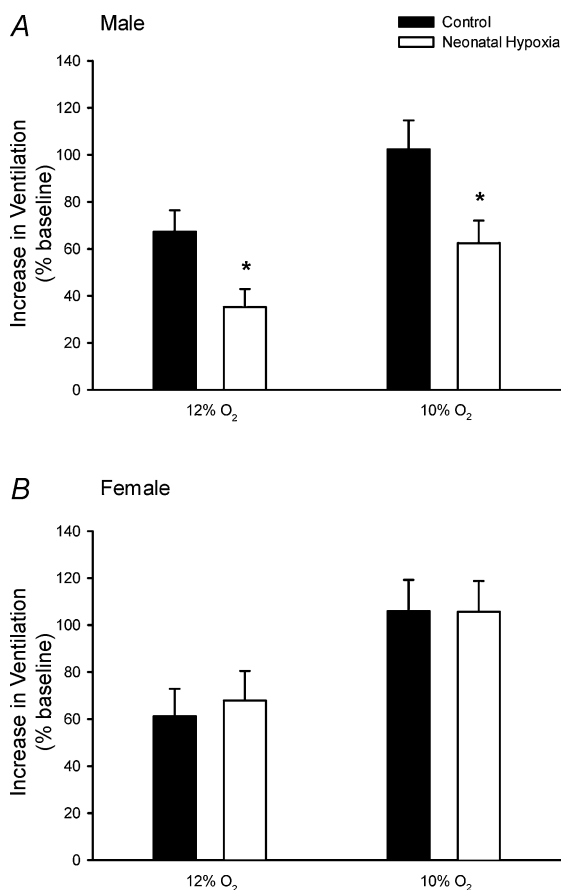 A Male
Control
Neonatal Hypoxia
Increase in Ventilation
(% baseline)
140
120
100
80
60
40
20
0
*
*
12% O₂
10% O₂
B Female
Increase in Ventilation
(% baseline)
140
120
100
80
60
40
20
0
12% O₂
10% O₂